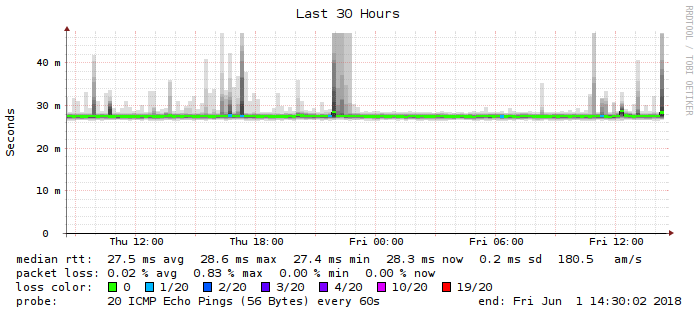 Last 30 Hours
RRDTOOL / TOBI OETIKER
Seconds
40 m
30 m
20 m
10 m
0
Thu 12:00 Thu 18:00 Fri 00:00 Fri 06:00 Fri 12:00
median rtt: 27.5 ms avg 28.6 ms max 27.4 ms min 28.3 ms now 0.2 ms sd 180.5 am/s
packet loss: 0.02 % avg 0.83 % max 0.00 % min 0.00 % now
loss color: 0 1/20 2/20 3/20 4/20 10/20 19/20
probe: 20 ICMP Echo Pings (56 Bytes) every 60s end: Fri Jun 1 14:30:02 2018